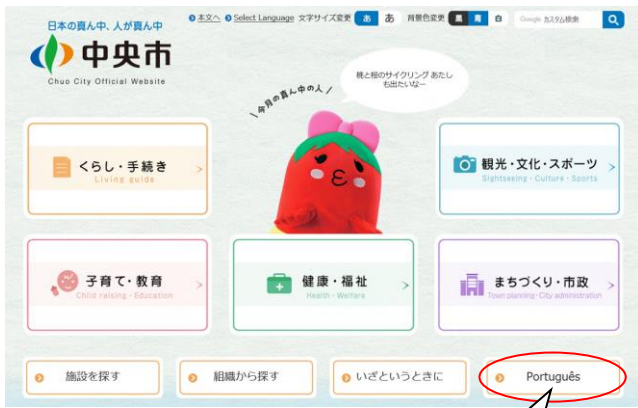 日本の真ん中、人が真ん中
中央市
Chuo City Official Website
本文へ Select Language 文字サイズ変更 あ あ 背景色変更 黒 青 白 Google カスタム検索
今月の真ん中の人
桃と桜のサイクリング あたし
も出たいなー
くらし・手続き
Living guide
観光・文化・スポーツ
Sightseeing・Culture・Sports
子育て・教育
Child raising・Education
健康・福祉
Health・Welfare
まちづくり・市政
Town planning・City administration
施設を探す
組織から探す
いざというときに
Português